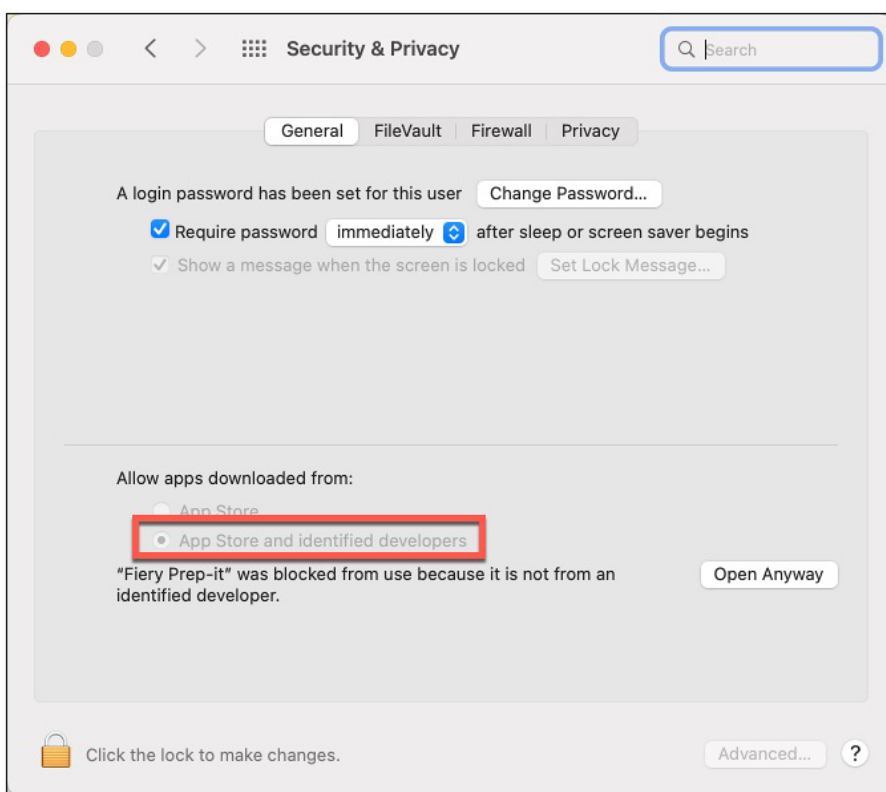 Security & Privacy
Search
General FileVault Firewall Privacy
A login password has been set for this user Change Password...
Require password immediately after sleep or screen saver begins
Show a message when the screen is locked Set Lock Message...
Allow apps downloaded from:
App Store
App Store and identified developers
“Fiery Prep-it” was blocked from use because it is not from an Open Anyway
identified developer.
Click the lock to make changes. Advanced... ?